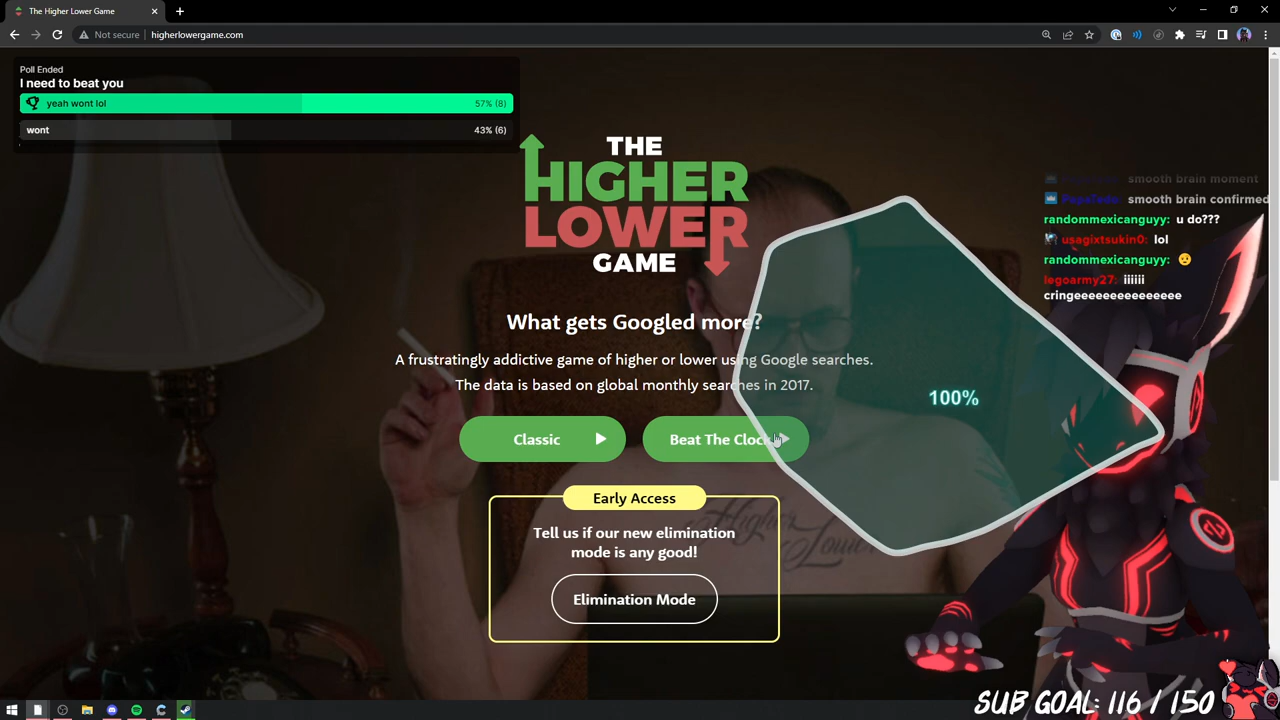 The Higher Lower Game
Not secure
higherlowergame.com
Poll Ended
I need to beat you
yeah wont lol
57% (8)
wont
43% (6)
THE
HIGHER
LOWER
GAME
What gets Googled more?
A frustratingly addictive game of higher or lower using Google searches.
The data is based on global monthly searches in 2017.
Classic
Beat The Clock
Early Access
Tell us if our new elimination
mode is any good!
Elimination Mode
Higher
Lower
100%
smooth brain moment
PapaTado: smooth brain confirmed
randommexicanguyy: u do???
usagixtsukin0: lol
randommexicanguyy: 😟
legoarmy27: iiiiii
cringeeeeeeeeeeeeeee
SUB GOAL: 116 / 150